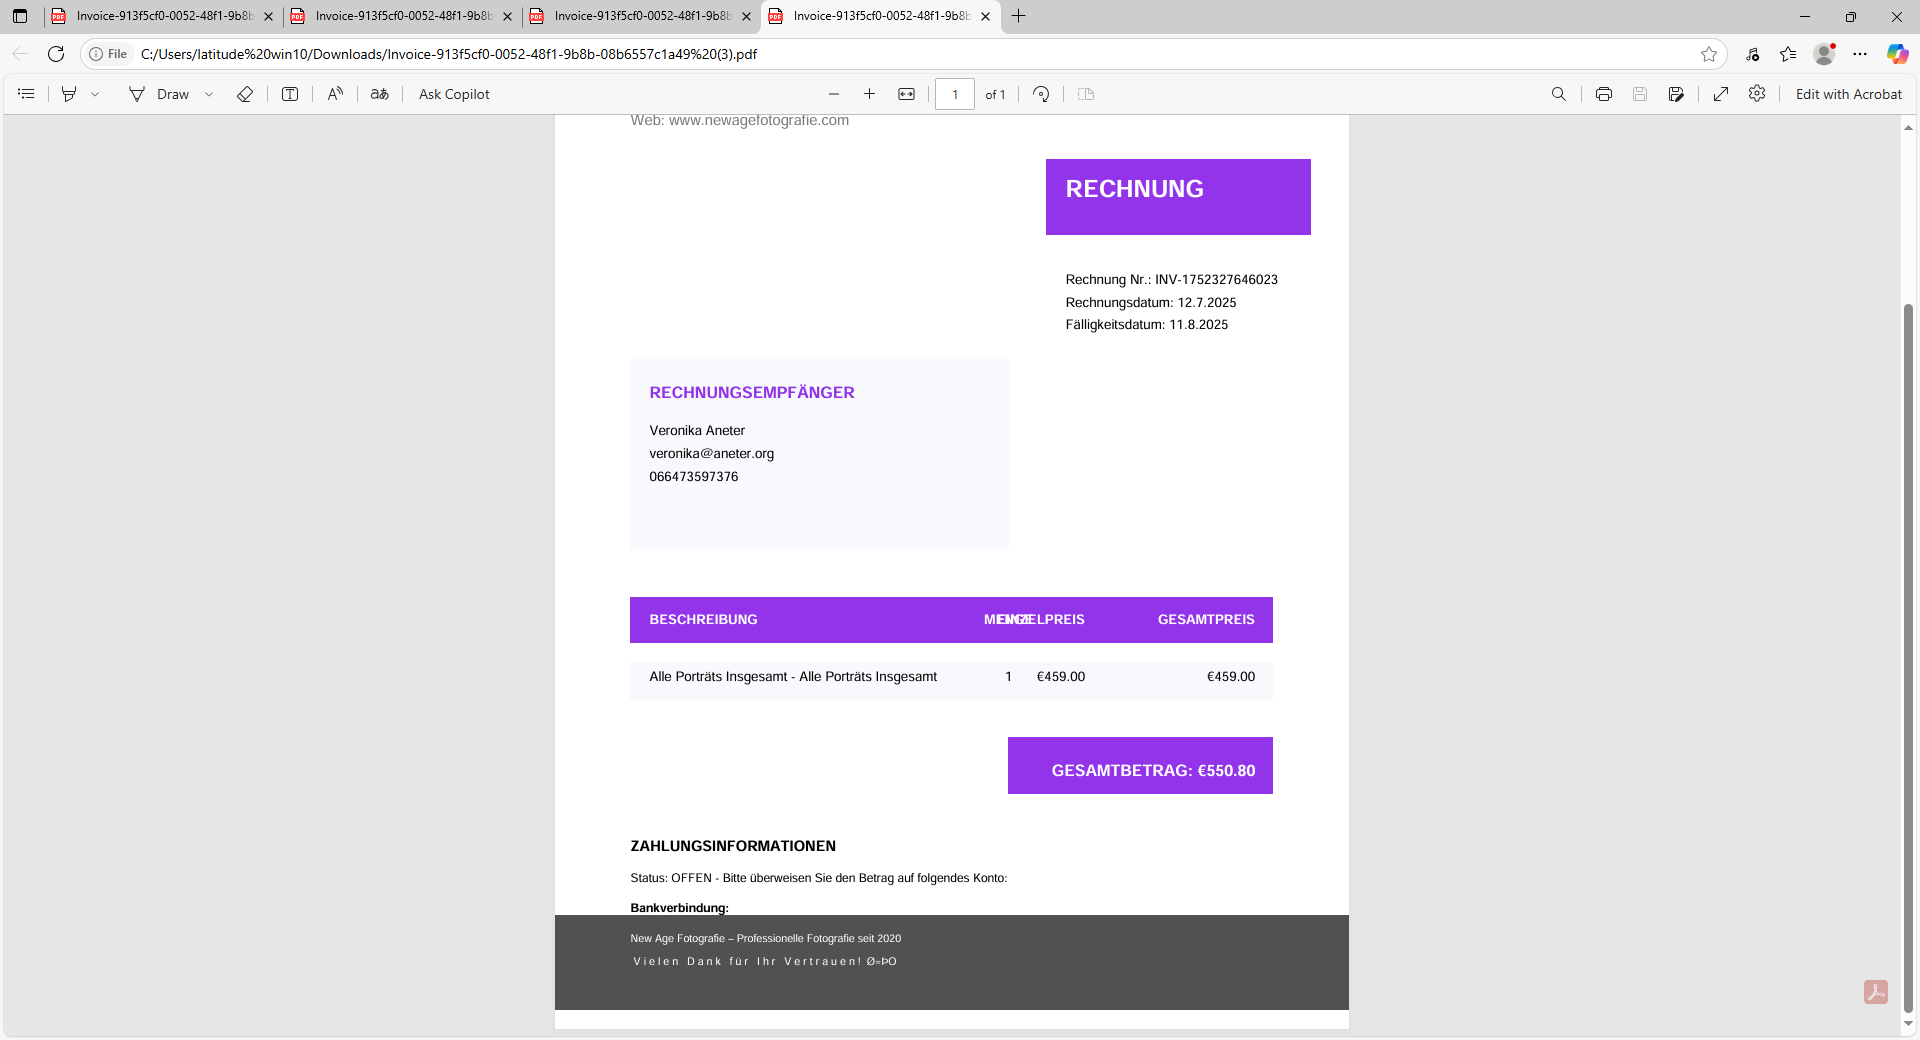 Invoice-913f5cf0-0052-48f1-9b8b
Invoice-913f5cf0-0052-48f1-9b8b
Invoice-913f5cf0-0052-48f1-9b8b
Invoice-913f5cf0-0052-48f1-9b8b
File C:/Users/latitude%20win10/Downloads/Invoice-913f5cf0-0052-48f1-9b8b-08b6557c1a49%20(3).pdf
Draw aあ Ask Copilot 1 of 1 Edit with Acrobat
Web: www.newagefotografie.com
RECHNUNG
Rechnung Nr.: INV-1752327646023
Rechnungsdatum: 12.7.2025
Fälligkeitsdatum: 11.8.2025
RECHNUNGSEMPFÄNGER
Veronika Aneter
veronika@aneter.org
066473597376
BESCHREIBUNG MENGE EINZELPREIS GESAMTPREIS
Alle Porträts Insgesamt - Alle Porträts Insgesamt 1 €459.00 €459.00
GESAMTBETRAG: €550.80
ZAHLUNGSINFORMATIONEN
Status: OFFEN - Bitte überweisen Sie den Betrag auf folgendes Konto:
Bankverbindung:
New Age Fotografie – Professionelle Fotografie seit 2020
Vielen Dank für Ihr Vertrauen! Ø=ÞO